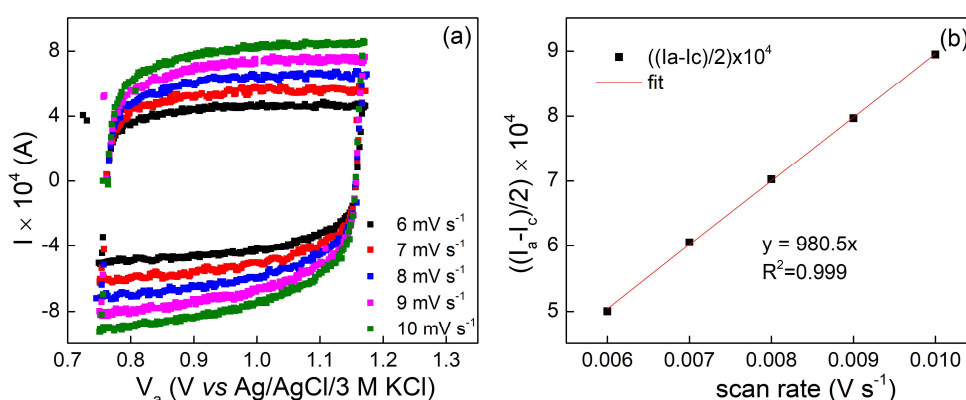 (a)
8
4
0
-4
-8
I × 10⁴ (A)
6 mV s⁻¹
7 mV s⁻¹
8 mV s⁻¹
9 mV s⁻¹
10 mV s⁻¹
0.7 0.8 0.9 1.0 1.1 1.2 1.3
Vₐ (V vs Ag/AgCl/3 M KCl)
(b)
((Ia-Ic)/2)x10⁴
fit
9
8
7
6
5
((Iₐ-I꜀)/2) × 10⁴
y = 980.5x
R²=0.999
0.006 0.007 0.008 0.009 0.010
scan rate (V s⁻¹)